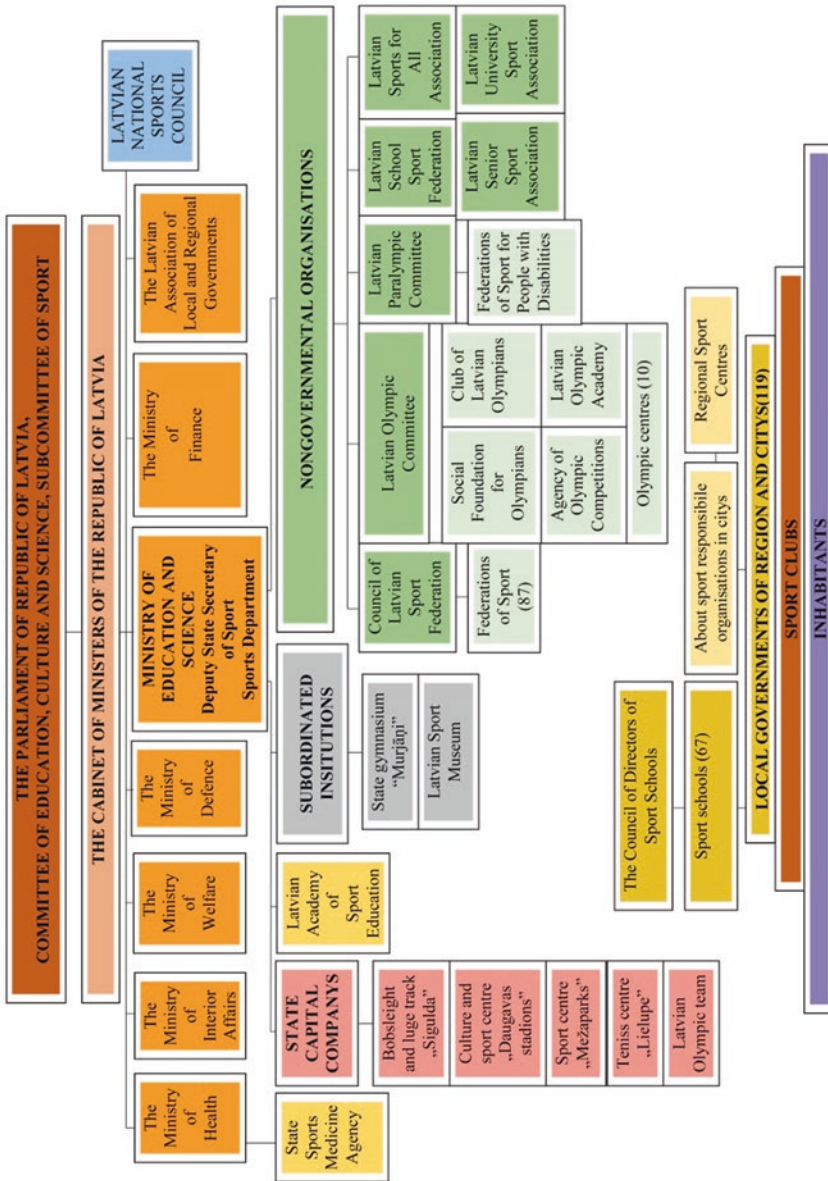 THE PARLIAMENT OF REPUBLIC OF LATVIA,
COMMITTEE OF EDUCATION, CULTURE AND SCIENCE, SUBCOMMITTEE OF SPORT
THE CABINET OF MINISTERS OF THE REPUBLIC OF LATVIA
LATVIAN
NATIONAL
SPORTS
COUNCIL
The
Ministry
of
Health
The
Ministry of
Interior
Affairs
The
Ministry
of
Welfare
The
Ministry
of
Defence
MINISTRY OF
EDUCATION AND
SCIENCE
Deputy State Secretary
of Sport
Sports Department
The Ministry
of
Finance
The Latvian
Association of
Local and Regional
Governments
State
Sports
Medicine
Agency
STATE
CAPITAL
COMPANYS
Bobsleight
and luge track
„Sigulda”
Culture and
sport centre
„Daugavas
stadions”
Sport centre
„Mežaparks”
Teniss centre
„Lielupe”
Latvian
Olympic team
Latvian
Academy
of
Sport
Education
SUBORDINATED
INSITUTIONS
State gymnasium
“Murjāņi”
Latvian Sport
Museum
NONGOVERNMENTAL ORGANISATIONS
Council of
Latvian
Sport
Federation
Federations
of Sport
(87)
Latvian Olympic
Committee
Social
Foundation
for
Olympians
Club of
Latvian
Olympians
Agency of
Olympic
Competitions
Latvian
Olympic
Academy
Olympic centres (10)
Latvian
Paralympic
Committee
Federations
of Sport for
People with
Disabilities
Latvian
School
Sport
Federation
Latvian
Sports for
All
Association
Latvian
Senior
Sport
Association
Latvian
University
Sport
Association
The Council of
Directors of
Sport Schools
Sport schools (67)
About sport responsibile
organisations in citys
Regional Sport
Centres
LOCAL GOVERNMENTS OF REGION AND CITYS(119)
SPORT CLUBS
INHABITANTS